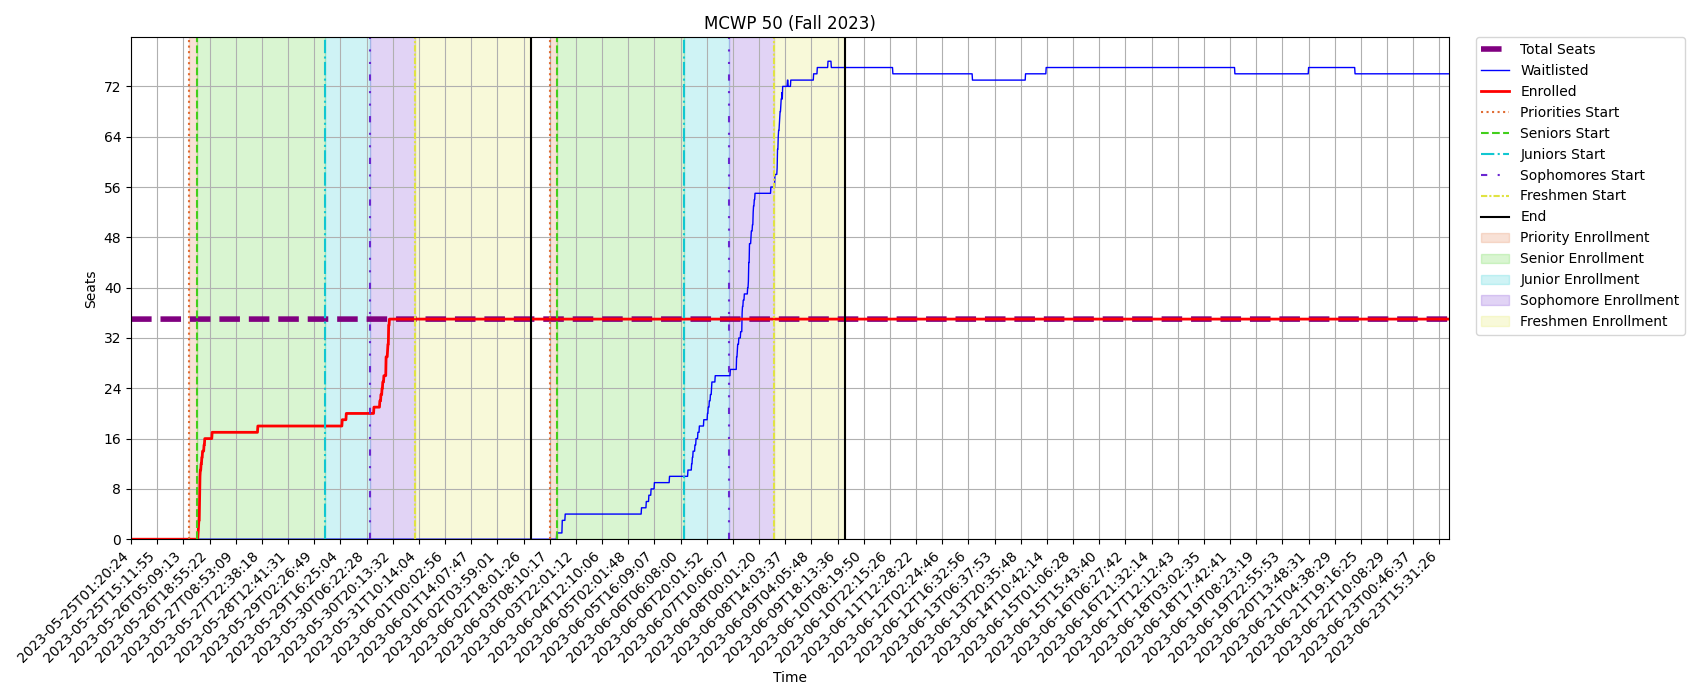 MCWP 50 (Fall 2023)
Seats
72
64
56
48
40
32
24
16
8
0
2023-05-25T01:20:24
2023-05-25T15:11:55
2023-05-26T05:09:13
2023-05-26T18:55:22
2023-05-27T08:53:09
2023-05-27T22:38:18
2023-05-28T12:41:31
2023-05-29T02:26:49
2023-05-29T16:25:04
2023-05-30T06:22:28
2023-05-30T20:13:32
2023-05-31T10:14:04
2023-06-01T00:02:56
2023-06-01T14:07:47
2023-06-02T03:59:01
2023-06-02T18:01:26
2023-06-03T08:10:17
2023-06-03T22:01:12
2023-06-04T12:10:06
2023-06-05T02:01:48
2023-06-05T16:09:07
2023-06-06T06:08:00
2023-06-06T20:01:52
2023-06-07T10:06:07
2023-06-08T00:01:20
2023-06-08T14:03:37
2023-06-09T04:05:48
2023-06-09T18:13:36
2023-06-10T08:19:50
2023-06-10T22:15:26
2023-06-11T12:28:22
2023-06-12T02:24:46
2023-06-12T16:32:56
2023-06-13T06:37:53
2023-06-13T20:35:48
2023-06-14T10:42:14
2023-06-15T01:06:28
2023-06-15T15:43:40
2023-06-16T06:27:42
2023-06-16T21:32:14
2023-06-17T12:12:43
2023-06-18T03:02:35
2023-06-18T17:42:41
2023-06-19T08:23:19
2023-06-19T22:55:53
2023-06-20T13:48:31
2023-06-21T04:38:29
2023-06-21T19:16:25
2023-06-22T10:08:29
2023-06-23T00:46:37
2023-06-23T15:31:26
Time
Total Seats
Waitlisted
Enrolled
Priorities Start
Seniors Start
Juniors Start
Sophomores Start
Freshmen Start
End
Priority Enrollment
Senior Enrollment
Junior Enrollment
Sophomore Enrollment
Freshmen Enrollment